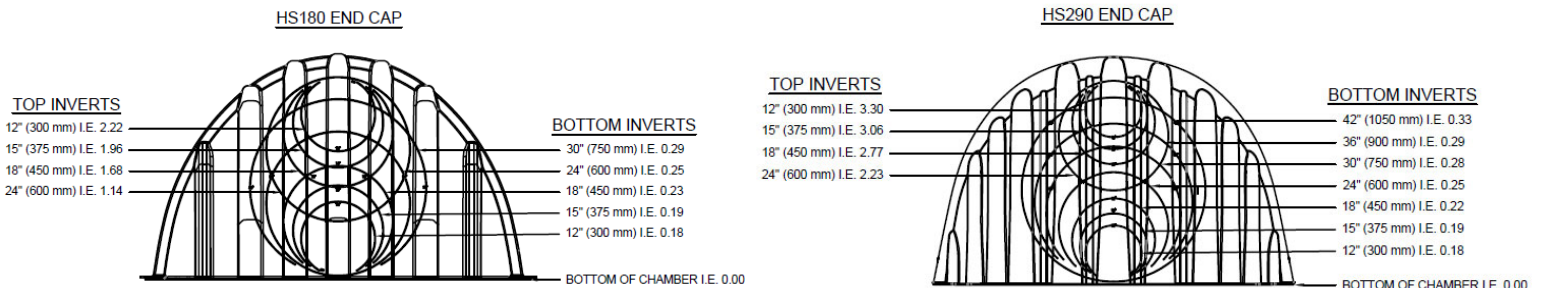 HS180 END CAP
TOP INVERTS
12" (300 mm) I.E. 2.22
15" (375 mm) I.E. 1.96
18" (450 mm) I.E. 1.68
24" (600 mm) I.E. 1.14
BOTTOM INVERTS
30" (750 mm) I.E. 0.29
24" (600 mm) I.E. 0.25
18" (450 mm) I.E. 0.23
15" (375 mm) I.E. 0.19
12" (300 mm) I.E. 0.18
BOTTOM OF CHAMBER I.E. 0.00
HS290 END CAP
TOP INVERTS
12" (300 mm) I.E. 3.30
15" (375 mm) I.E. 3.06
18" (450 mm) I.E. 2.77
24" (600 mm) I.E. 2.23
BOTTOM INVERTS
42" (1050 mm) I.E. 0.33
36" (900 mm) I.E. 0.29
30" (750 mm) I.E. 0.28
24" (600 mm) I.E. 0.25
18" (450 mm) I.E. 0.22
15" (375 mm) I.E. 0.19
12" (300 mm) I.E. 0.18
BOTTOM OF CHAMBER I.E. 0.00